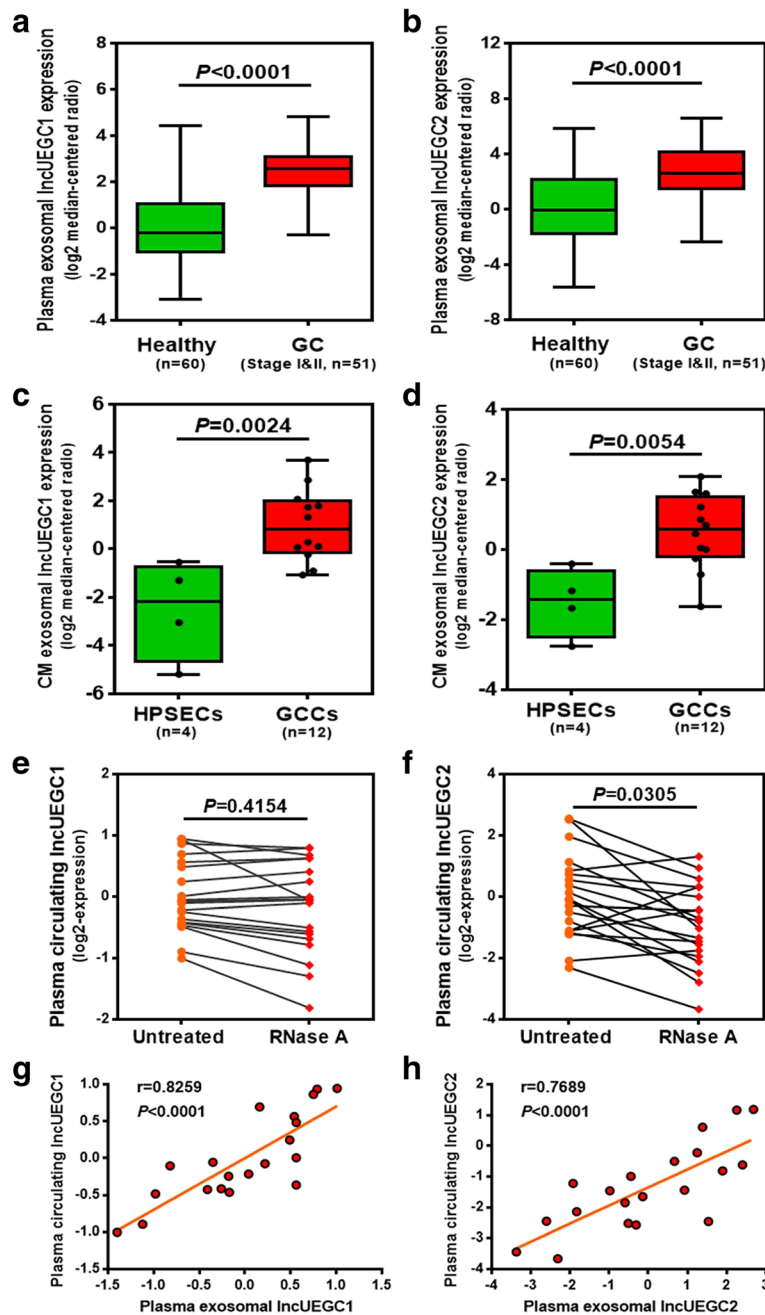 a
Plasma exosomal lncUEGC1 expression
(log2 median-centered radio)
8
6
4
2
0
-2
-4
P<0.0001
Healthy
(n=60)
GC
(Stage I&II, n=51)
b
Plasma exosomal lncUEGC2 expression
(log2 median-centered radio)
12
8
4
0
-4
-8
P<0.0001
Healthy
(n=60)
GC
(Stage I&II, n=51)
c
CM exosomal lncUEGC1 expression
(log2 median-centered radio)
6
4
2
0
-2
-4
-6
P=0.0024
HPSECs
(n=4)
GCCs
(n=12)
d
CM exosomal lncUEGC2 expression
(log2 median-centered radio)
4
2
0
-2
-4
P=0.0054
HPSECs
(n=4)
GCCs
(n=12)
e
Plasma circulating lncUEGC1
(log2-expression)
2
1
0
-1
-2
P=0.4154
Untreated
RNase A
f
Plasma circulating lncUEGC2
(log2-expression)
4
2
0
-2
-4
P=0.0305
Untreated
RNase A
g
Plasma circulating lncUEGC1
1.0
0.5
0.0
-0.5
-1.0
-1.5
r=0.8259
P<0.0001
-1.5 -1.0 -0.5 0.0 0.5 1.0 1.5
Plasma exosomal lncUEGC1
h
Plasma circulating lncUEGC2
2
1
0
-1
-2
-3
-4
r=0.7689
P<0.0001
-4 -3 -2 -1 0 1 2 3
Plasma exosomal lncUEGC2